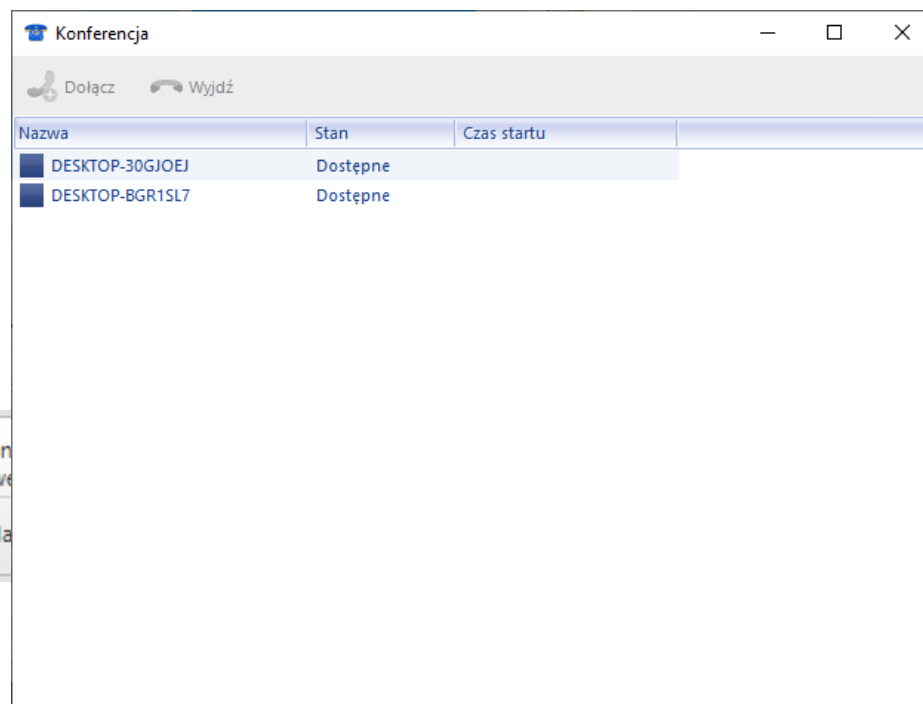 Konferencja
Dołącz Wyjdź
Nazwa Stan Czas startu
DESKTOP-30GJOEJ Dostępne
DESKTOP-BGR1SL7 Dostępne